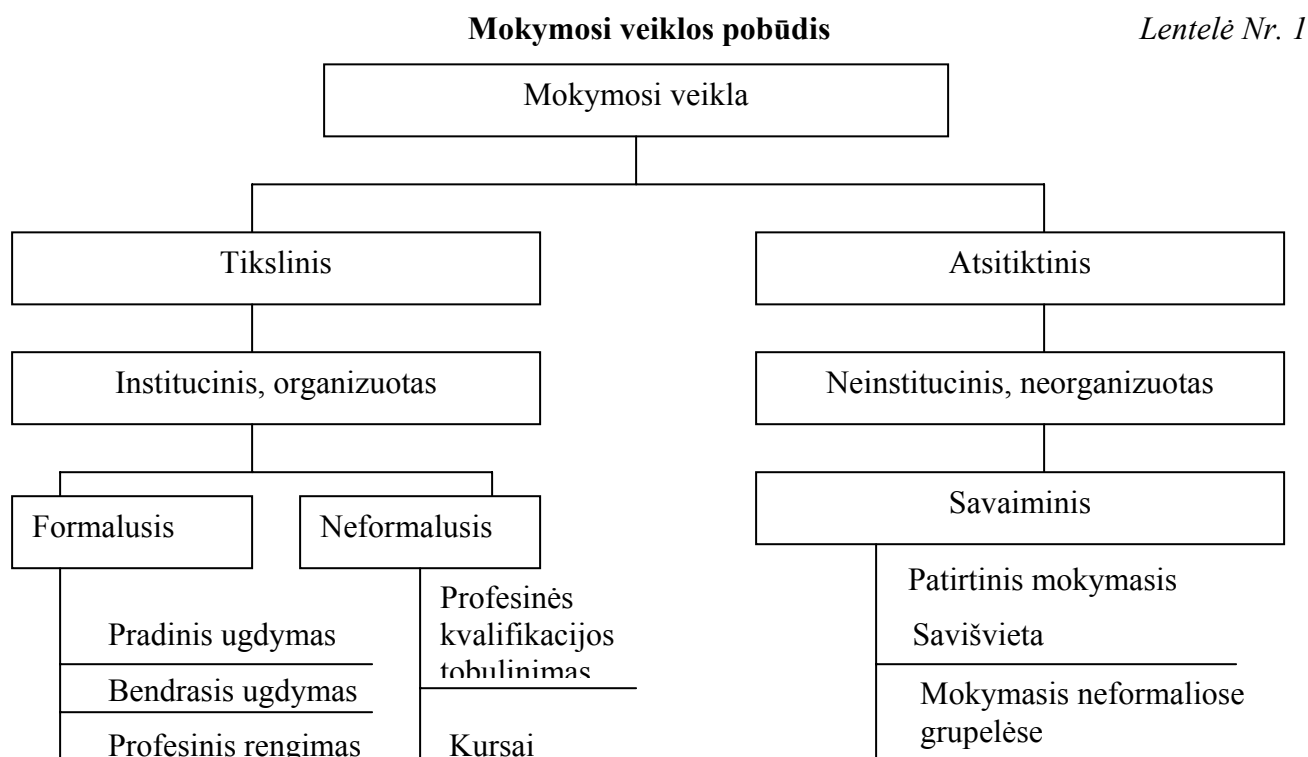 Mokymosi veiklos pobūdis
Lentelė Nr. 1
Mokymosi veikla
Tikslinis
Atsitiktinis
Institucinis, organizuotas
Neinstitucinis, neorganizuotas
Formalusis
Neformalusis
Savaiminis
Pradinis ugdymas
Bendrasis ugdymas
Profesinis rengimas
Profesinės
kvalifikacijos
tobulinimas
Kursai
Patirtinis mokymasis
Savišvieta
Mokymasis neformaliose
grupelėse